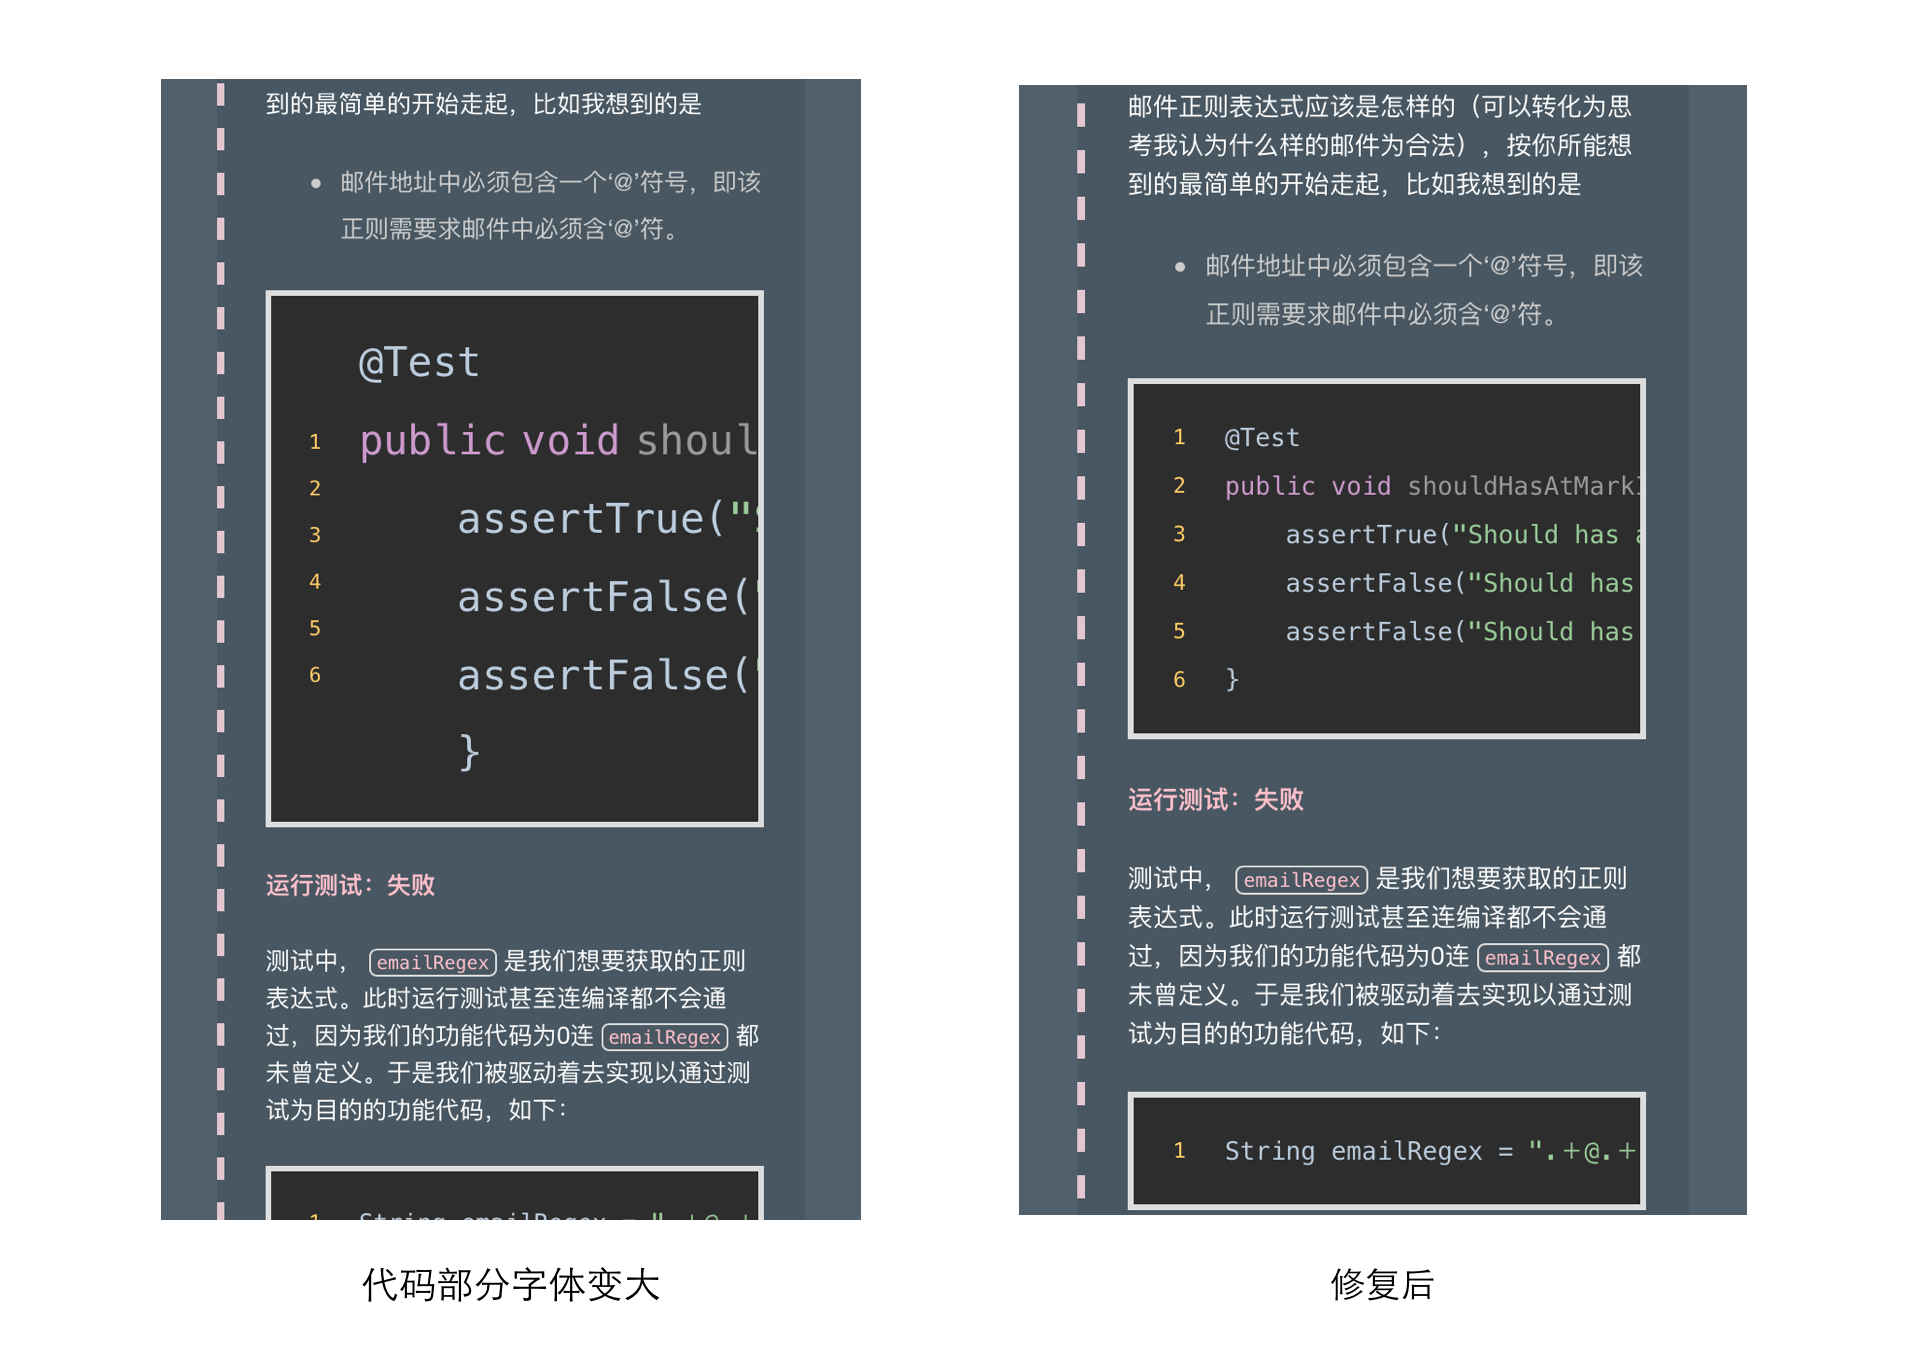 到的最简单的开始走起，比如我想到的是
• 邮件地址中必须包含一个‘@’符号，即该
正则需要求邮件中必须含‘@’符。
@Test
1 public void shoul
2
assertTrue("S
3
4 assertFalse("
5
6 assertFalse("
}
运行测试：失败
测试中， emailRegex 是我们想要获取的正则
表达式。此时运行测试甚至连编译都不会通
过，因为我们的功能代码为0连 emailRegex 都
未曾定义。于是我们被驱动着去实现以通过测
试为目的的功能代码，如下：
1 String emailRegex = ".+@.+
代码部分字体变大
邮件正则表达式应该是怎样的（可以转化为思
考我认为什么样的邮件为合法），按你所能想
到的最简单的开始走起，比如我想到的是
• 邮件地址中必须包含一个‘@’符号，即该
正则需要求邮件中必须含‘@’符。
1 @Test
2 public void shouldHasAtMarkI
3 assertTrue("Should has a
4 assertFalse("Should has
5 assertFalse("Should has
6 }
运行测试：失败
测试中， emailRegex 是我们想要获取的正则
表达式。此时运行测试甚至连编译都不会通
过，因为我们的功能代码为0连 emailRegex 都
未曾定义。于是我们被驱动着去实现以通过测
试为目的的功能代码，如下：
1 String emailRegex = ".+@.+
修复后